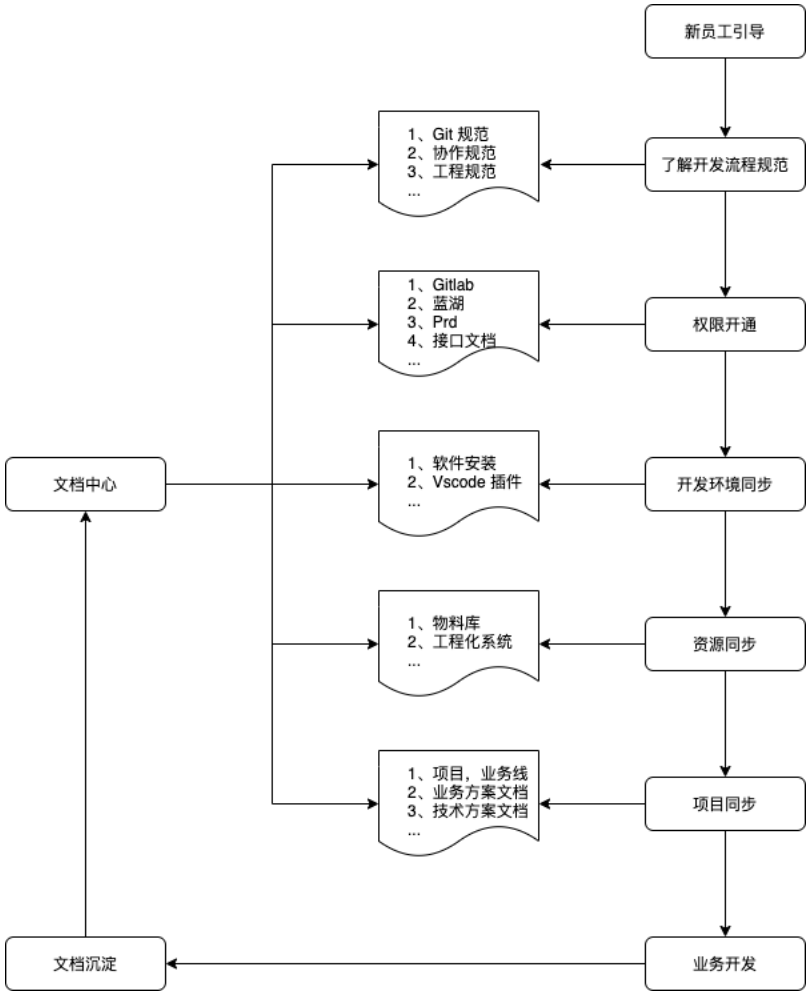 新员工引导
1、Git 规范
2、协作规范
3、工程规范
...
了解开发流程规范
1、Gitlab
2、蓝湖
3、Prd
4、接口文档
...
权限开通
文档中心
1、软件安装
2、Vscode 插件
...
开发环境同步
1、物料库
2、工程化系统
...
资源同步
1、项目，业务线
2、业务方案文档
3、技术方案文档
...
项目同步
文档沉淀
业务开发